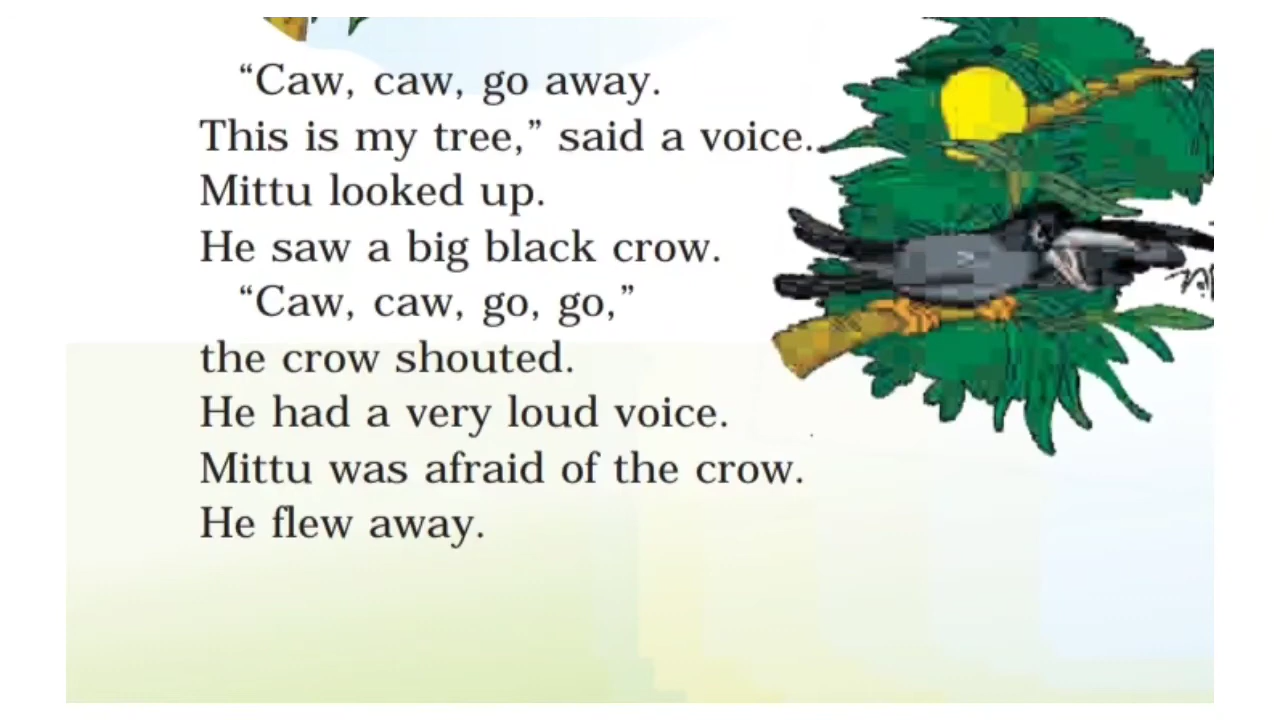 “Caw, caw, go away.
This is my tree,” said a voice.
Mittu looked up.
He saw a big black crow.
“Caw, caw, go, go,”
the crow shouted.
He had a very loud voice.
Mittu was afraid of the crow.
He flew away.